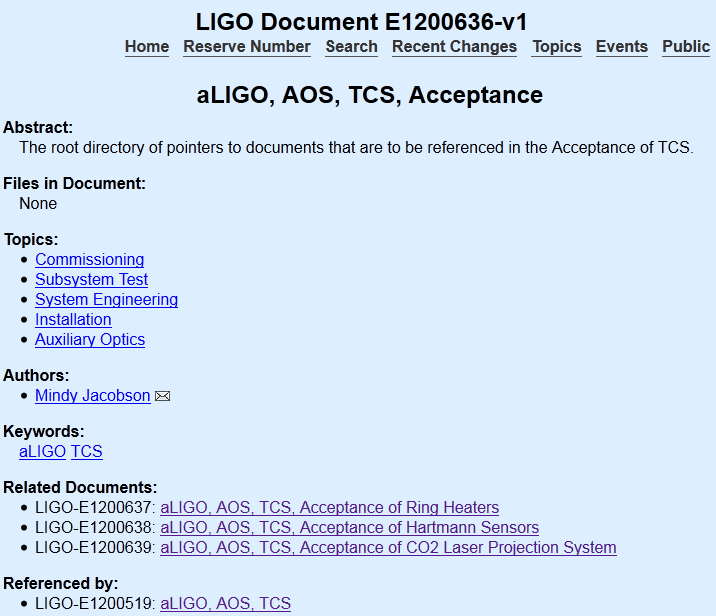 LIGO Document E1200636-v1
Home Reserve Number Search Recent Changes Topics Events Public
aLIGO, AOS, TCS, Acceptance
Abstract:
The root directory of pointers to documents that are to be referenced in the Acceptance of TCS.
Files in Document:
None
Topics:
• Commissioning
• Subsystem Test
• System Engineering
• Installation
• Auxiliary Optics
Authors:
• Mindy Jacobson
Keywords:
aLIGO TCS
Related Documents:
• LIGO-E1200637: aLIGO, AOS, TCS, Acceptance of Ring Heaters
• LIGO-E1200638: aLIGO, AOS, TCS, Acceptance of Hartmann Sensors
• LIGO-E1200639: aLIGO, AOS, TCS, Acceptance of CO2 Laser Projection System
Referenced by:
• LIGO-E1200519: aLIGO, AOS, TCS